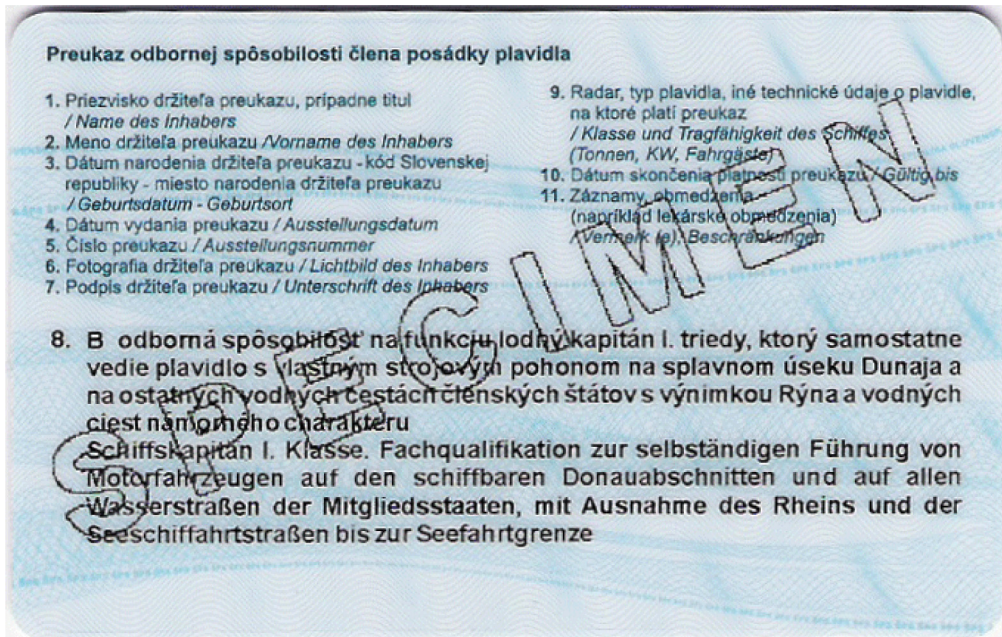 Preukaz odbornej spôsobilosti člena posádky plavidla
1. Priezvisko držiteľa preukazu, prípadne titul
/ Name des Inhabers
2. Meno držiteľa preukazu /Vorname des Inhabers
3. Dátum narodenia držiteľa preukazu - kód Slovenskej
republiky - miesto narodenia držiteľa preukazu
/ Geburtsdatum - Geburtsort
4. Dátum vydania preukazu / Ausstellungsdatum
5. Číslo preukazu / Ausstellungsnummer
6. Fotografia držiteľa preukazu / Lichtbild des Inhabers
7. Podpis držiteľa preukazu / Unterschrift des Inhabers
9. Radar, typ plavidla, iné technické údaje o plavidle,
na ktoré platí preukaz
/ Klasse und Tragfähigkeit des Schiffes
(Tonnen, KW, Fahrgäste)
10. Dátum skončenia platnosti preukazu / Gültig bis
11. Záznamy, obmedzenia
(napríklad lekárské obmedzenia)
/ Vermerk (e), Beschränkungen
8. B odborná spôsobilosť na funkciu lodný kapitán I. triedy, ktorý samostatne
vedie plavidlo s vlastným strojovým pohonom na splavnom úseku Dunaja a
na ostatných vodných cestách členských štátov s výnimkou Rýna a vodných
ciest námorného charakteru
Schiffskapitän I. Klasse. Fachqualifikation zur selbständigen Führung von
Motorfahrzeugen auf den schiffbaren Donauabschnitten und auf allen
Wasserstraßen der Mitgliedsstaaten, mit Ausnahme des Rheins und der
Seeschiffahrtstraßen bis zur Seefahrtgrenze
SPECIMEN